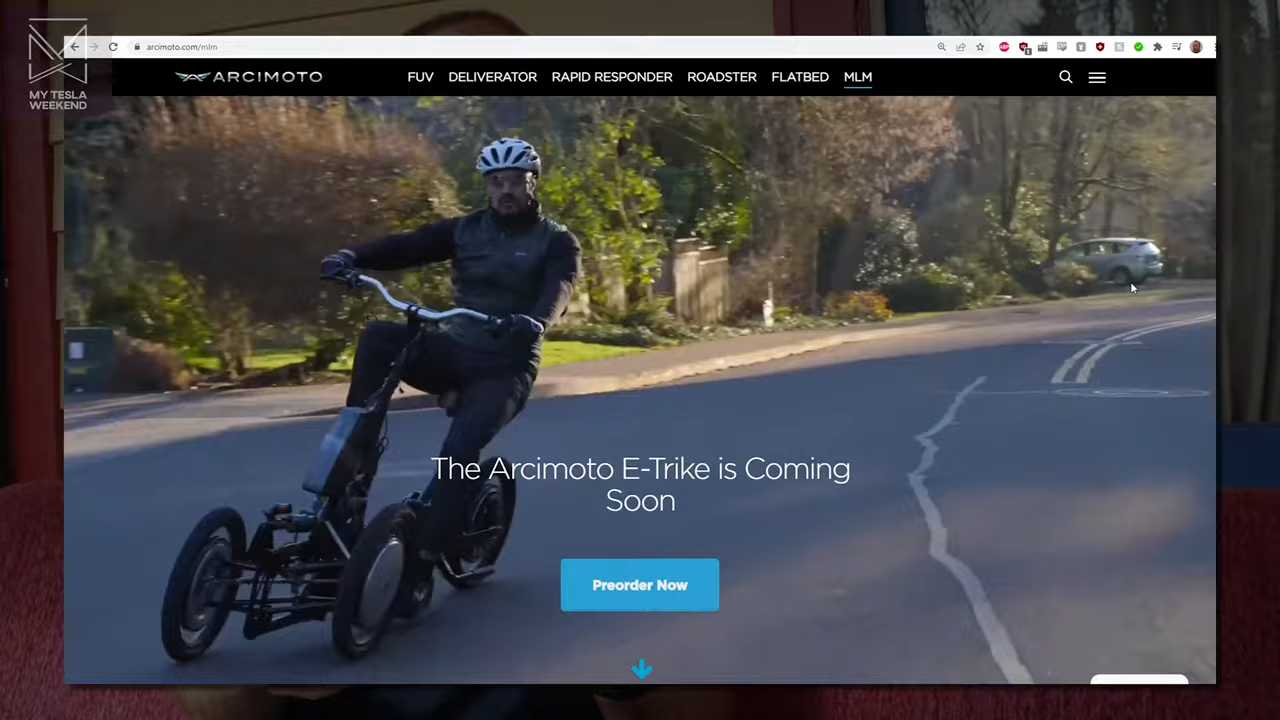 MY TESLA
WEEKEND
arcimoto.com/mlm
ARCIMOTO
FUV DELIVERATOR RAPID RESPONDER ROADSTER FLATBED MLM
The Arcimoto E-Trike is Coming
Soon
Preorder Now